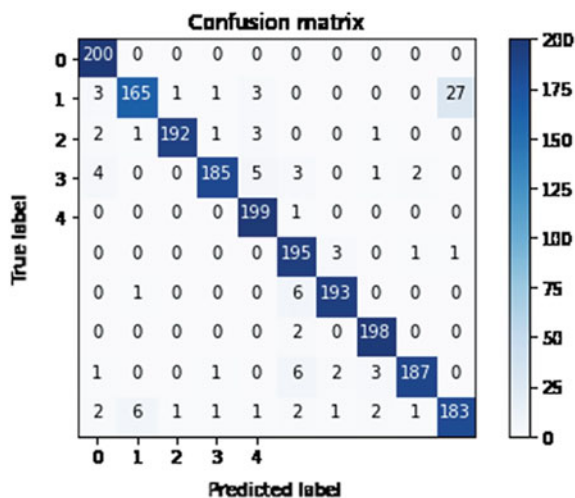 Confusion matrix
0 200 0 0 0 0 0 0 0 0 0
1 3 165 1 1 3 0 0 0 0 27
2 2 1 192 1 3 0 0 1 0 0
3 4 0 0 185 5 3 0 1 2 0
4 0 0 0 0 199 1 0 0 0 0
0 0 0 0 0 195 3 0 1 1
0 1 0 0 0 6 193 0 0 0
0 0 0 0 0 2 0 198 0 0
1 0 0 1 0 6 2 3 187 0
2 6 1 1 1 2 1 2 1 183
0 1 2 3 4
Predicted label
True label
200
175
150
125
100
75
50
25
0